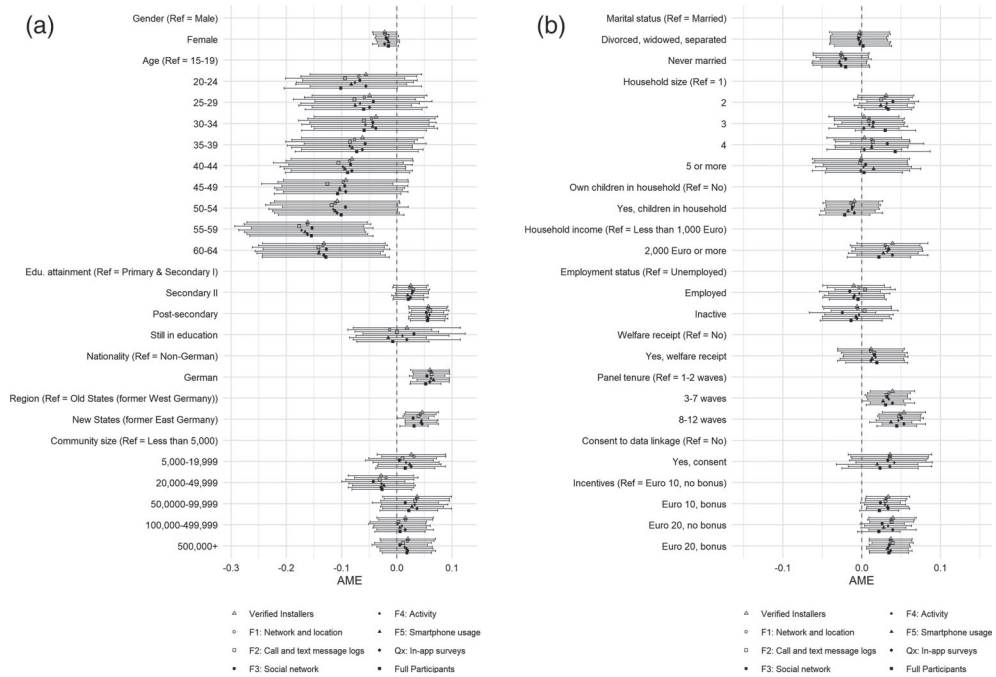 (a)
Gender (Ref = Male)
Female
Age (Ref = 15-19)
20-24
25-29
30-34
35-39
40-44
45-49
50-54
55-59
60-64
Edu. attainment (Ref = Primary & Secondary I)
Secondary II
Post-secondary
Still in education
Nationality (Ref = Non-German)
German
Region (Ref = Old States (former West Germany))
New States (former East Germany)
Community size (Ref = Less than 5,000)
5,000-19,999
20,000-49,999
50,0000-99,999
100,000-499,999
500,000+
-0.3 -0.2 -0.1 0.0 0.1
AME
Verified Installers
F1: Network and location
F2: Call and text message logs
F3: Social network
F4: Activity
F5: Smartphone usage
Qx: In-app surveys
Full Participants
(b)
Marital status (Ref = Married)
Divorced, widowed, separated
Never married
Household size (Ref = 1)
2
3
4
5 or more
Own children in household (Ref = No)
Yes, children in household
Household income (Ref = Less than 1,000 Euro)
2,000 Euro or more
Employment status (Ref = Unemployed)
Employed
Inactive
Welfare receipt (Ref = No)
Yes, welfare receipt
Panel tenure (Ref = 1-2 waves)
3-7 waves
8-12 waves
Consent to data linkage (Ref = No)
Yes, consent
Incentives (Ref = Euro 10, no bonus)
Euro 10, bonus
Euro 20, no bonus
Euro 20, bonus
-0.1 0.0 0.1
AME
Verified Installers
F1: Network and location
F2: Call and text message logs
F3: Social network
F4: Activity
F5: Smartphone usage
Qx: In-app surveys
Full Participants